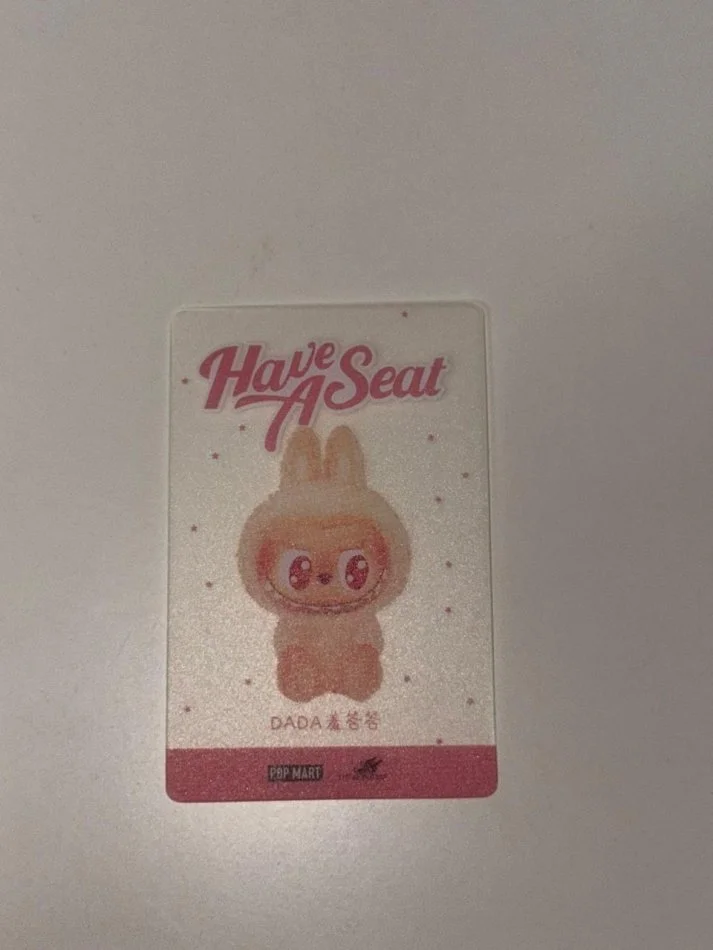 Have
A Seat
DADA 羞答答
POP MART